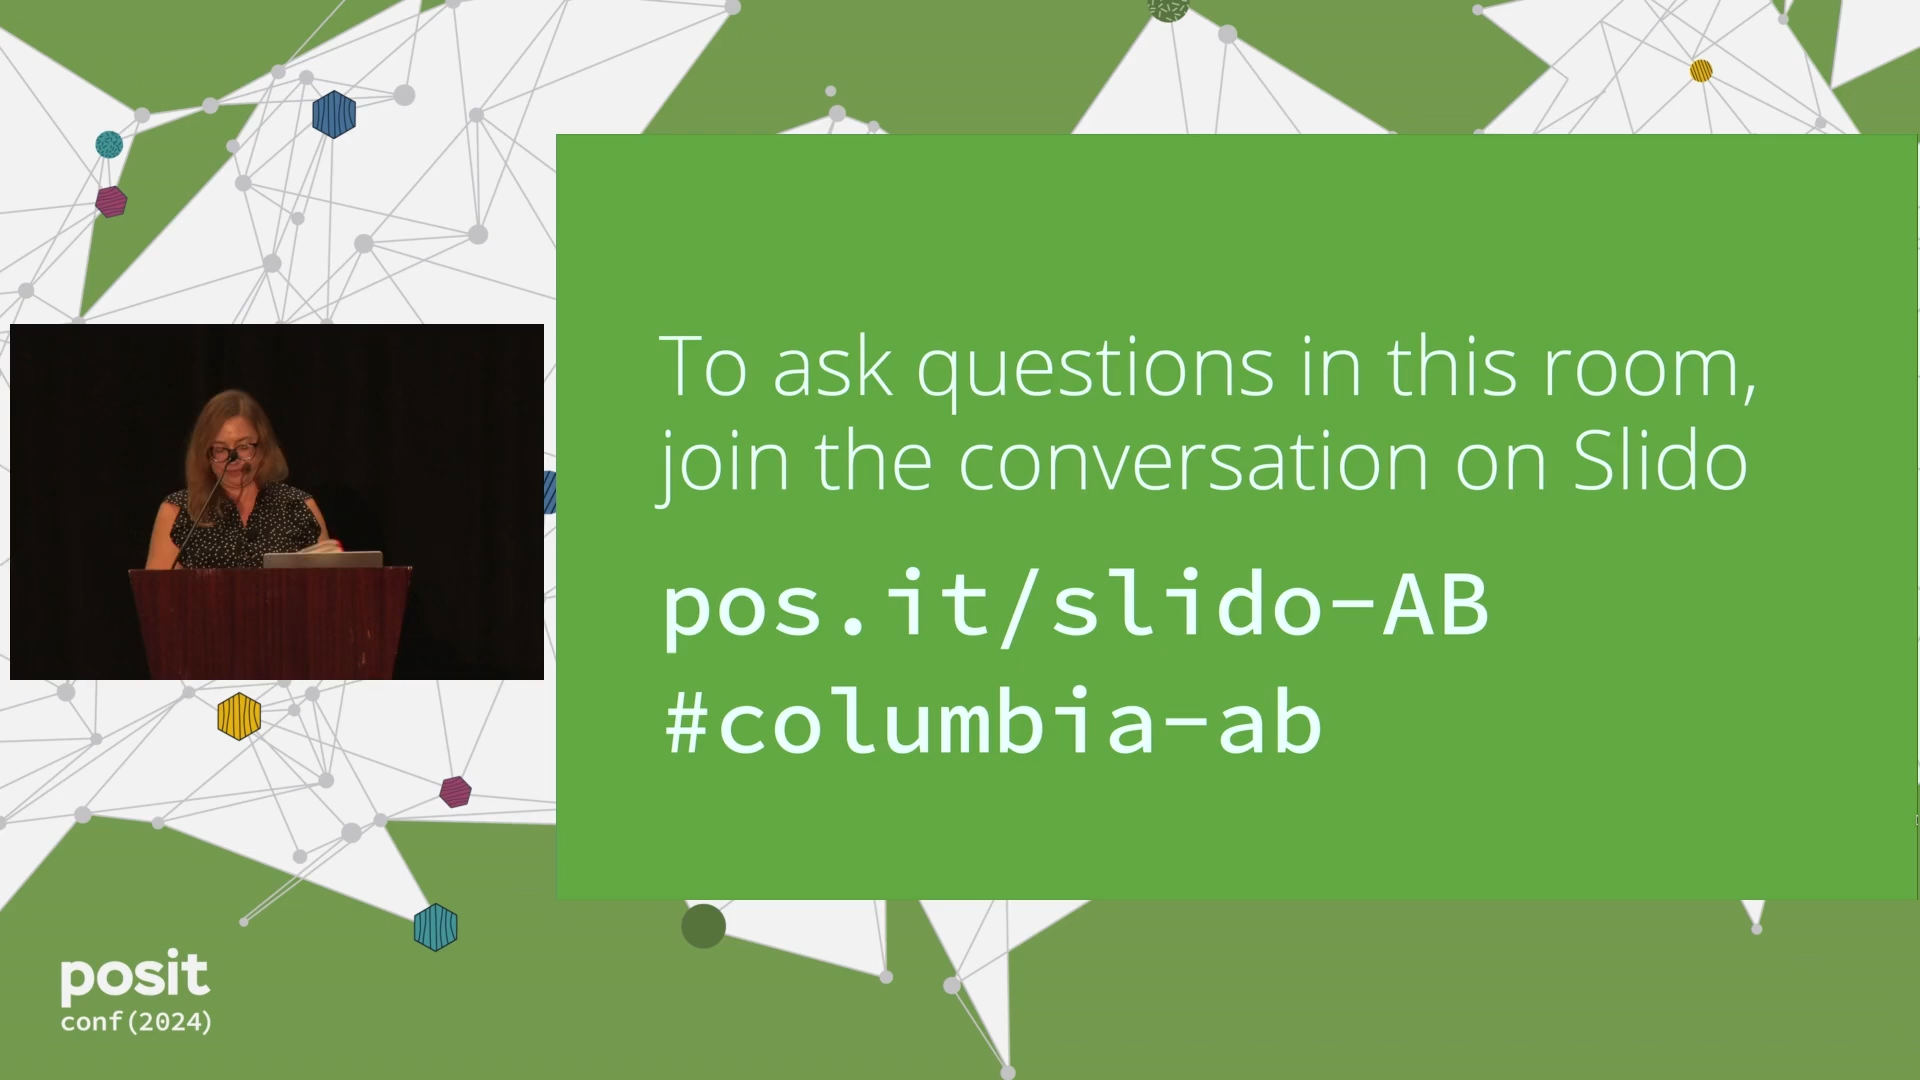 To ask questions in this room,
join the conversation on Slido
pos.it/slido-AB
#columbia-ab
posit
conf(2024)